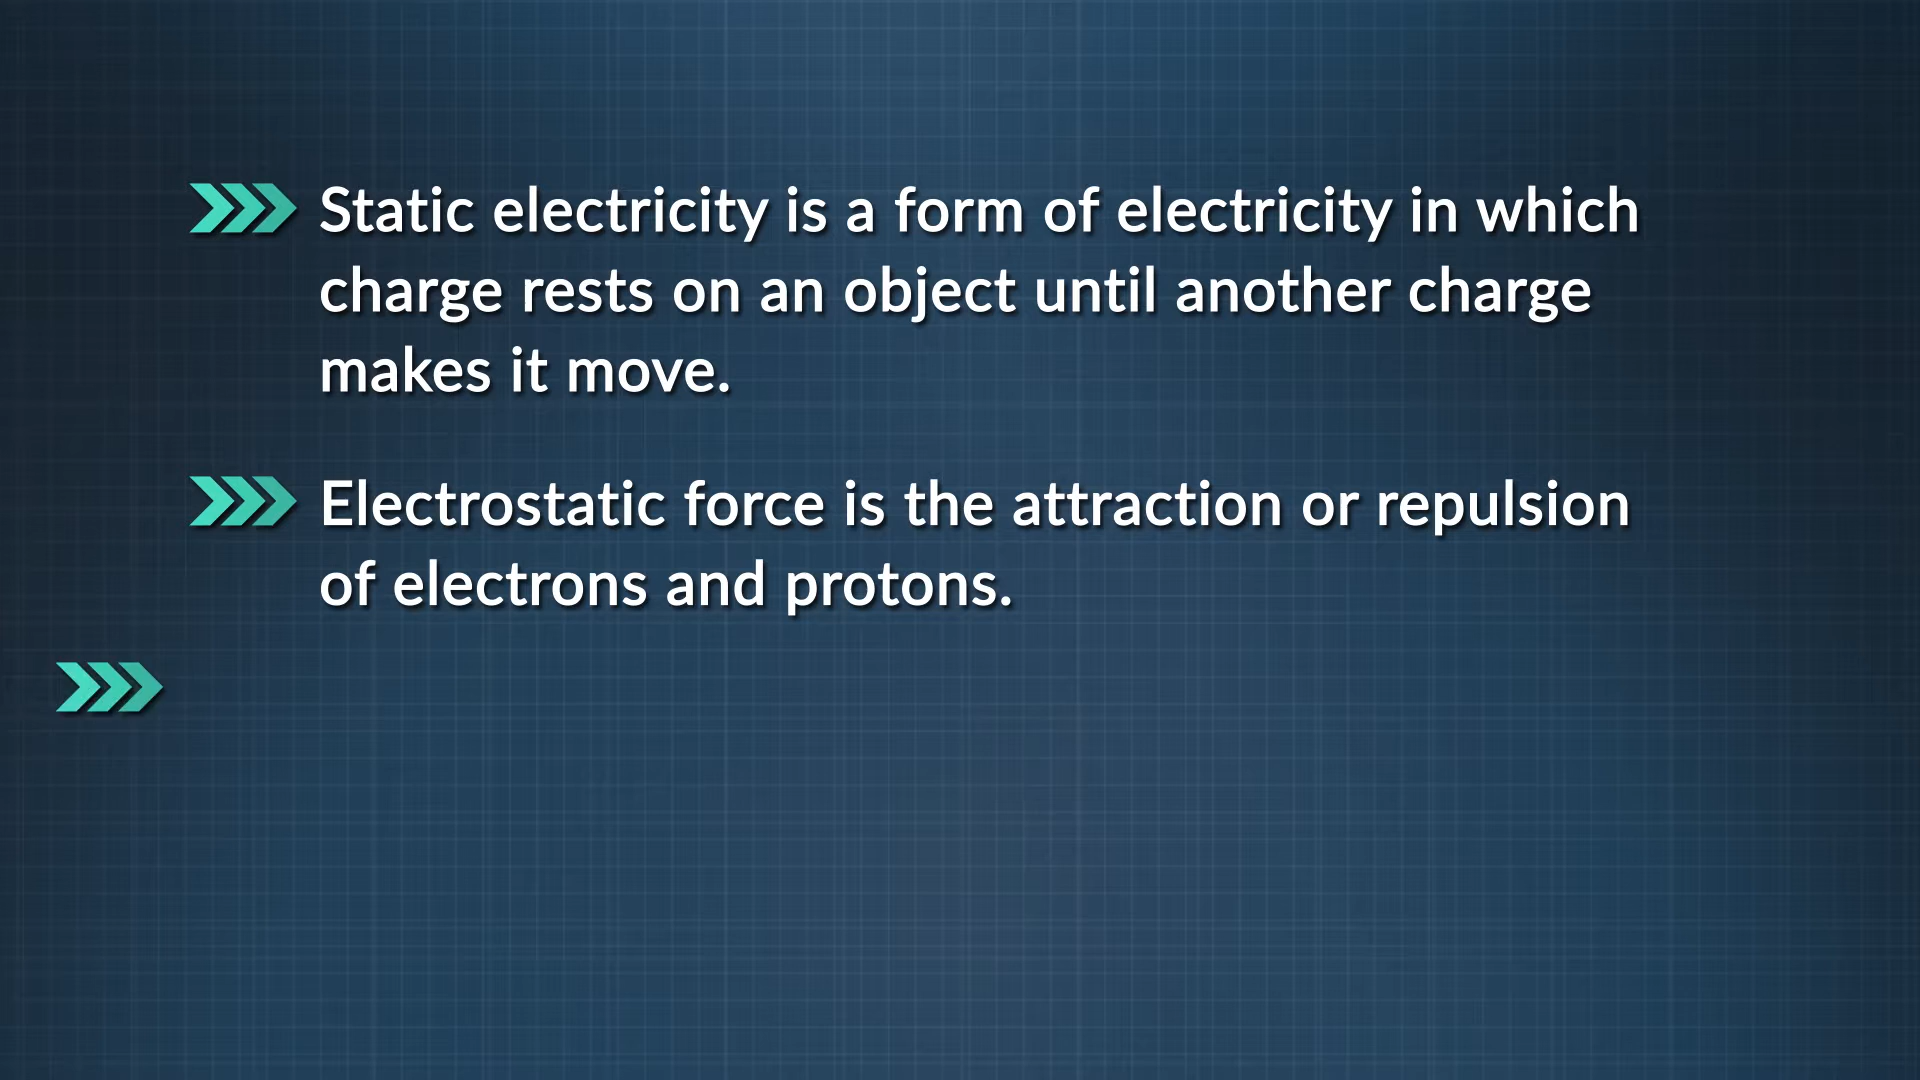 Static electricity is a form of electricity in which
charge rests on an object until another charge
makes it move.
Electrostatic force is the attraction or repulsion
of electrons and protons.